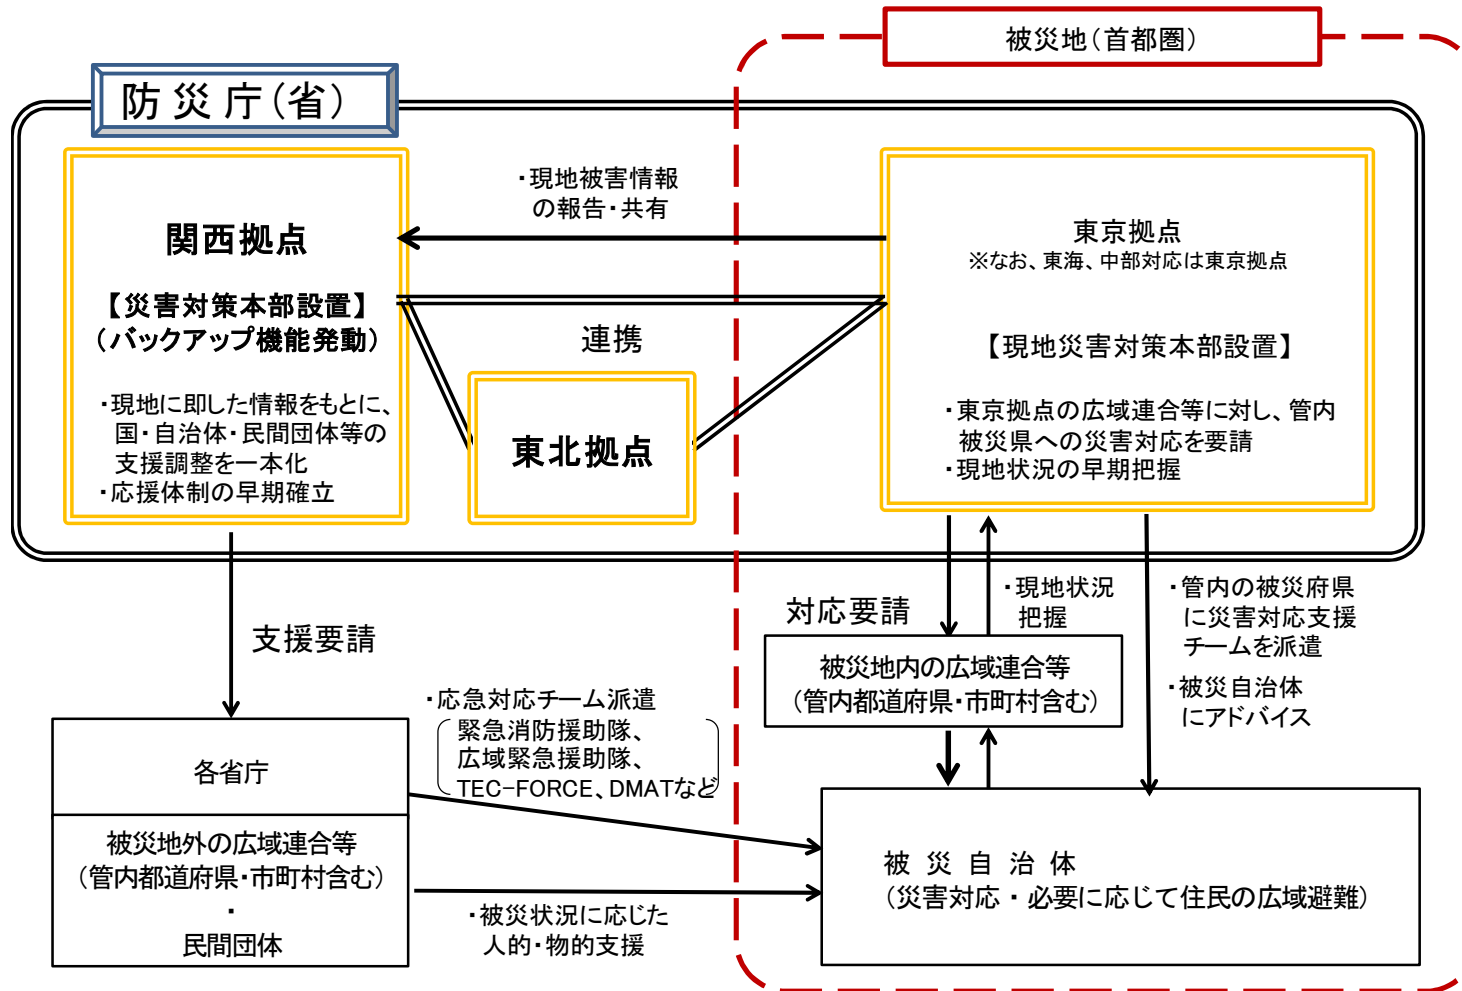 被災地（首都圏）
防災庁（省）
関西拠点
【災害対策本部設置】
（バックアップ機能発動）
・現地に即した情報をもとに、
国・自治体・民間団体等の
支援調整を一本化
・応援体制の早期確立
・現地被害情報
の報告・共有
連携
東北拠点
東京拠点
※なお、東海、中部対応は東京拠点
【現地災害対策本部設置】
・東京拠点の広域連合等に対し、管内
被災県への災害対応を要請
・現地状況の早期把握
支援要請
対応要請
・現地状況
把握
・管内の被災府県
に災害対応支援
チームを派遣
・被災自治体
にアドバイス
被災地内の広域連合等
（管内都道府県・市町村含む）
・応急対応チーム派遣
緊急消防援助隊、
広域緊急援助隊、
TEC-FORCE、DMATなど
各省庁
被災地外の広域連合等
（管内都道府県・市町村含む）
・
民間団体
・被災状況に応じた
人的・物的支援
被災自治体
（災害対応・必要に応じて住民の広域避難）